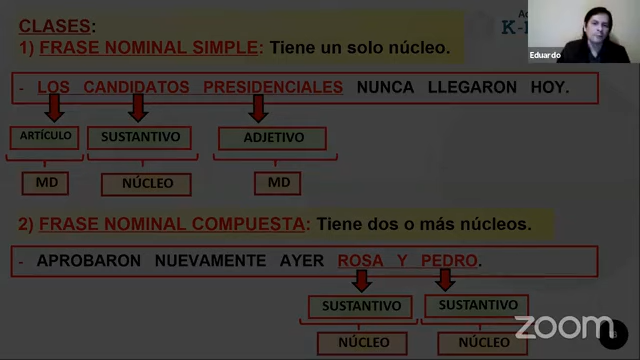 CLASES:
1) FRASE NOMINAL SIMPLE: Tiene un solo núcleo.
Eduardo
- LOS CANDIDATOS PRESIDENCIALES NUNCA LLEGARON HOY.
ARTÍCULO SUSTANTIVO ADJETIVO
MD NÚCLEO MD
2) FRASE NOMINAL COMPUESTA: Tiene dos o más núcleos.
- APROBARON NUEVAMENTE AYER ROSA Y PEDRO.
SUSTANTIVO SUSTANTIVO
NÚCLEO NÚCLEO
zoom